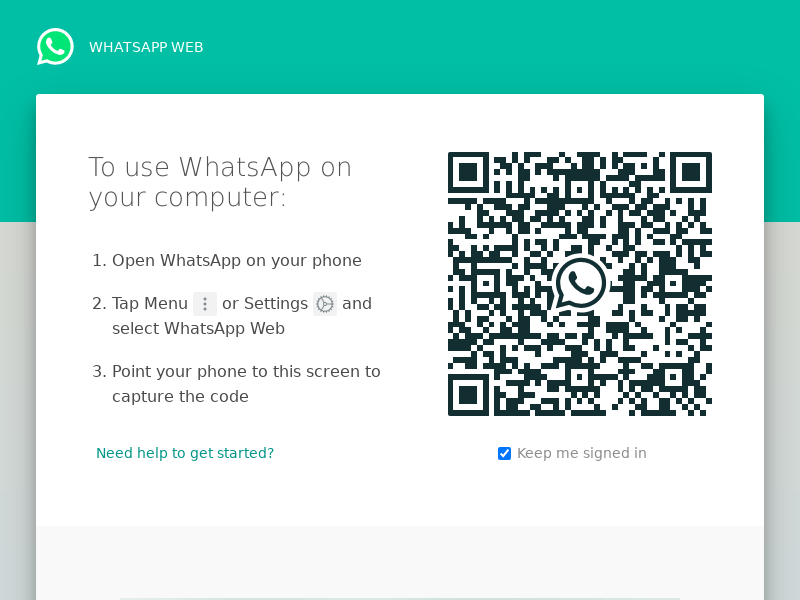 WHATSAPP WEB
To use WhatsApp on
your computer:
1. Open WhatsApp on your phone
2. Tap Menu or Settings and
select WhatsApp Web
3. Point your phone to this screen to
capture the code
Need help to get started?
Keep me signed in